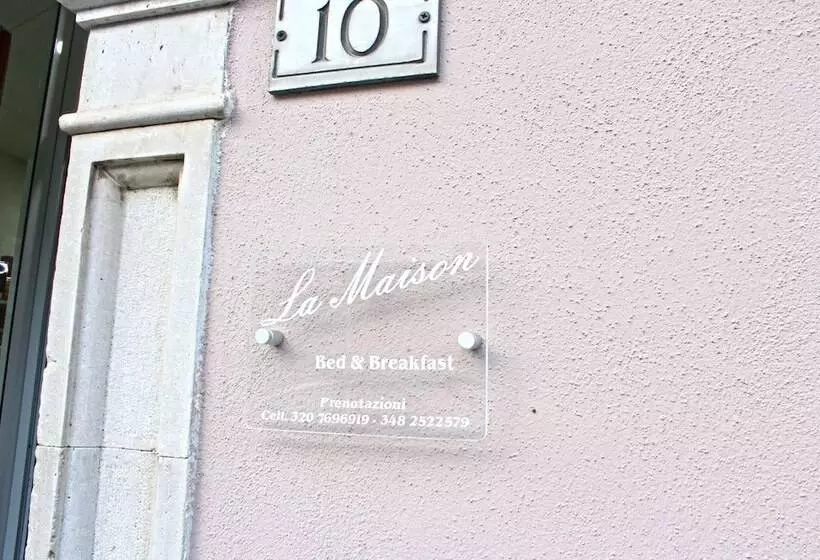 10
La Maison
Bed & Breakfast
Prenotazioni
Cell. 320 7696919 - 348 2522579